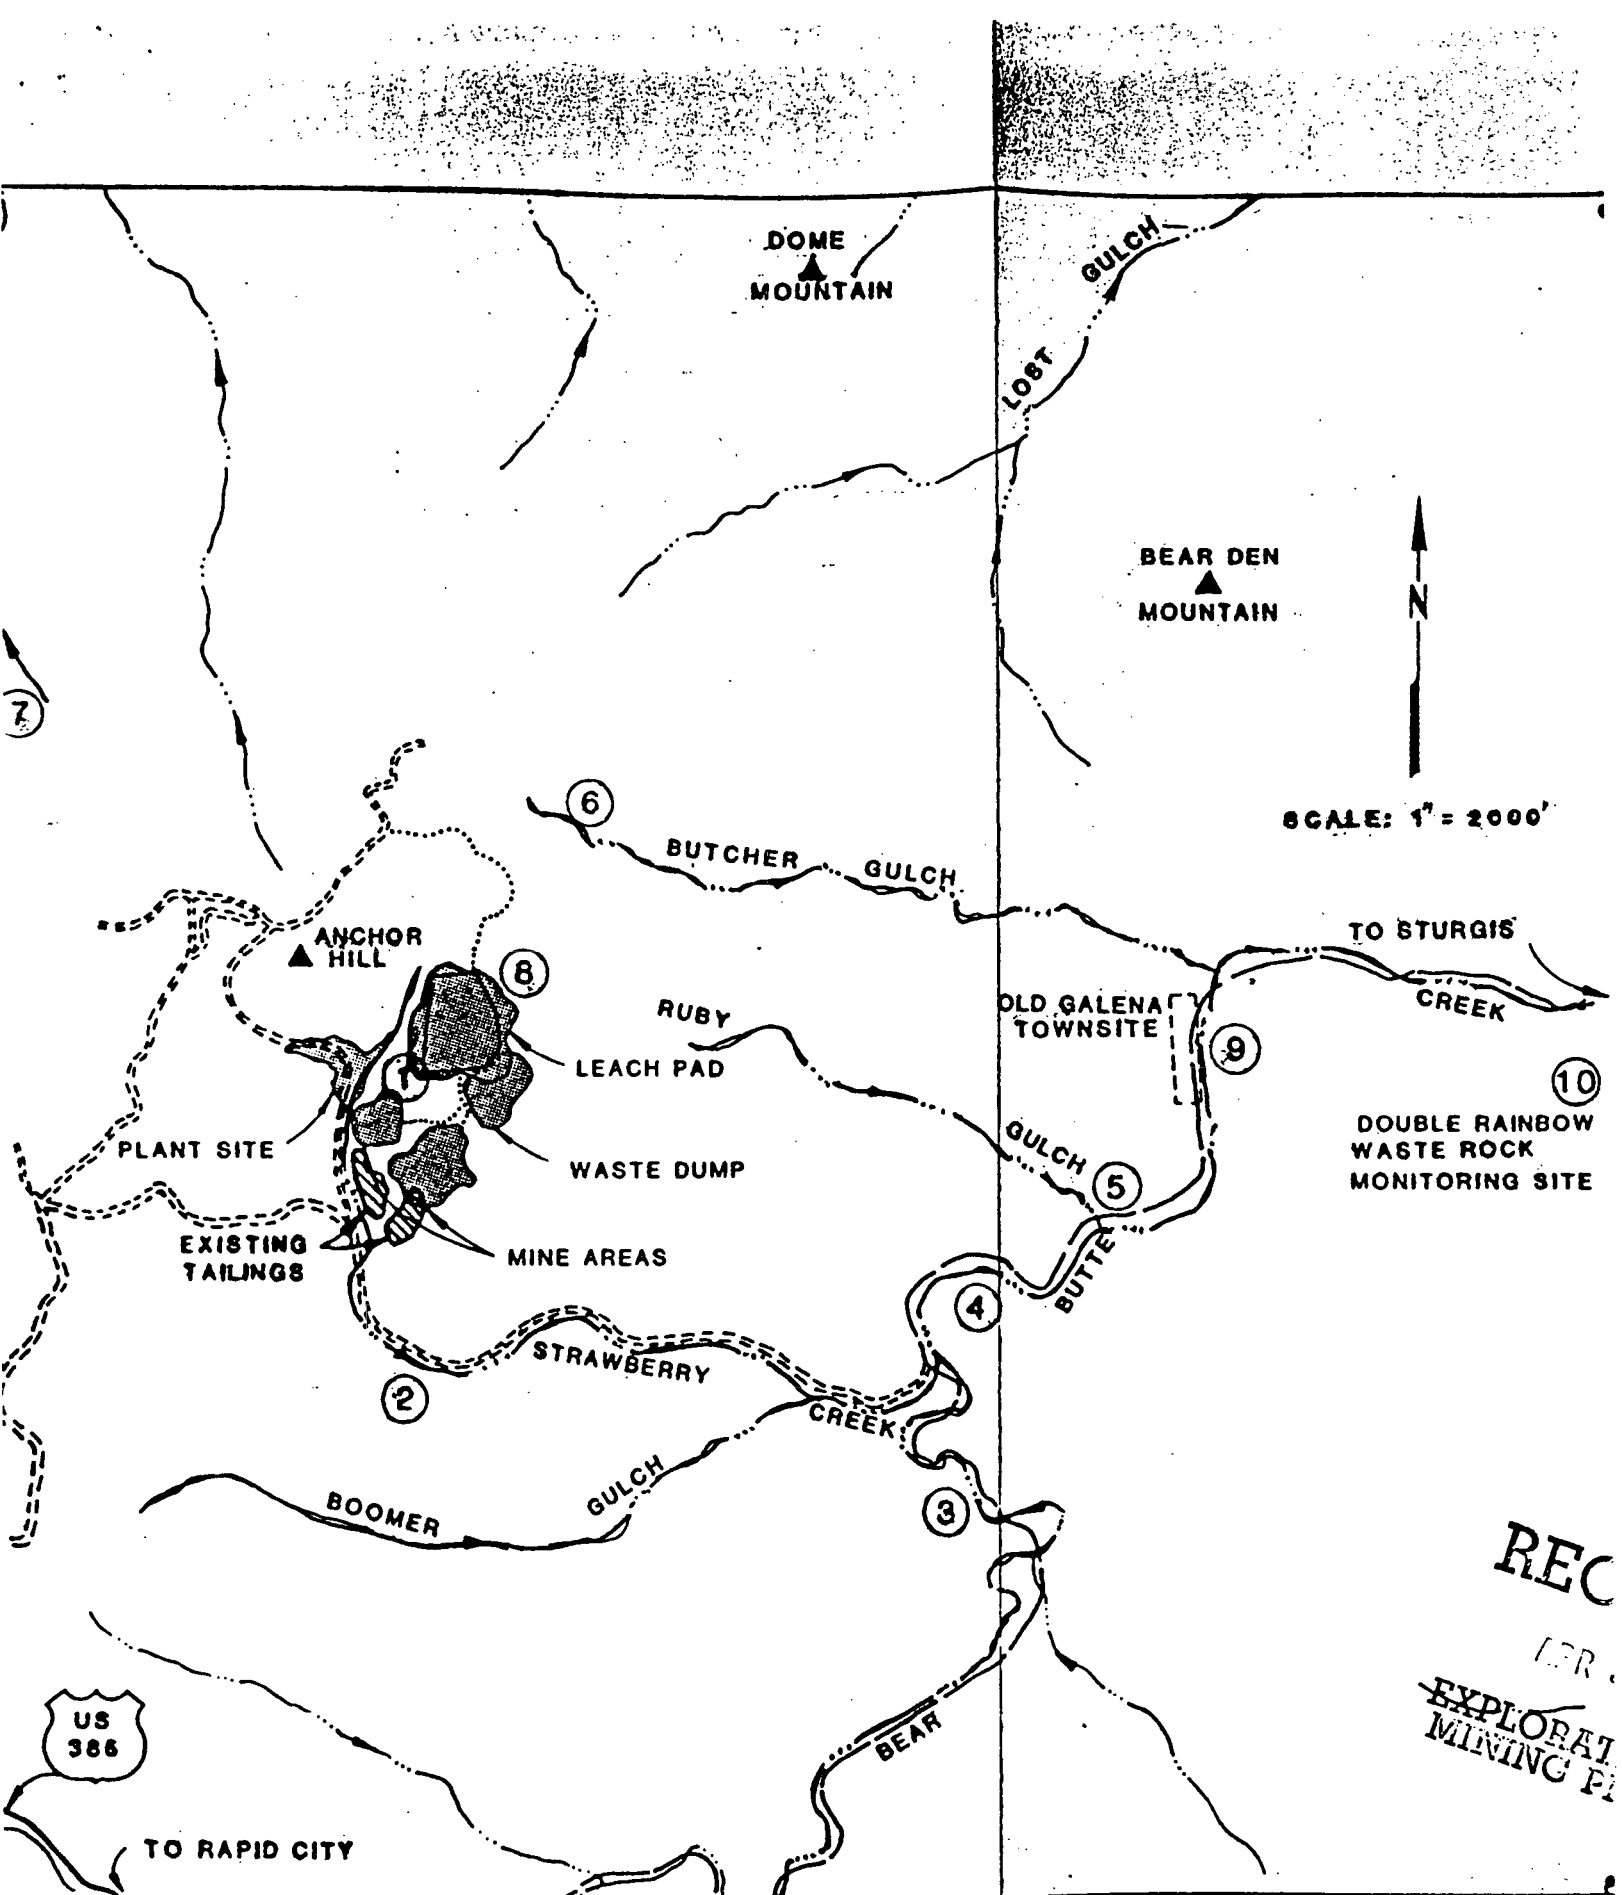 DOME
MOUNTAIN
LOST GULCH
BEAR DEN
MOUNTAIN
N
7
SCALE: 1" = 2000'
6
BUTCHER GULCH
ANCHOR
HILL
8
TO STURGIS
CREEK
RUBY
GULCH
OLD GALENA
TOWNSITE
9
LEACH PAD
1
10
DOUBLE RAINBOW
WASTE ROCK
MONITORING SITE
PLANT SITE
WASTE DUMP
5
EXISTING
TAILINGS
MINE AREAS
BUTTE
4
STRAWBERRY
CREEK
2
BOOMER
GULCH
3
REC
APR
EXPLORAT
MINING P
BEAR
US
385
TO RAPID CITY